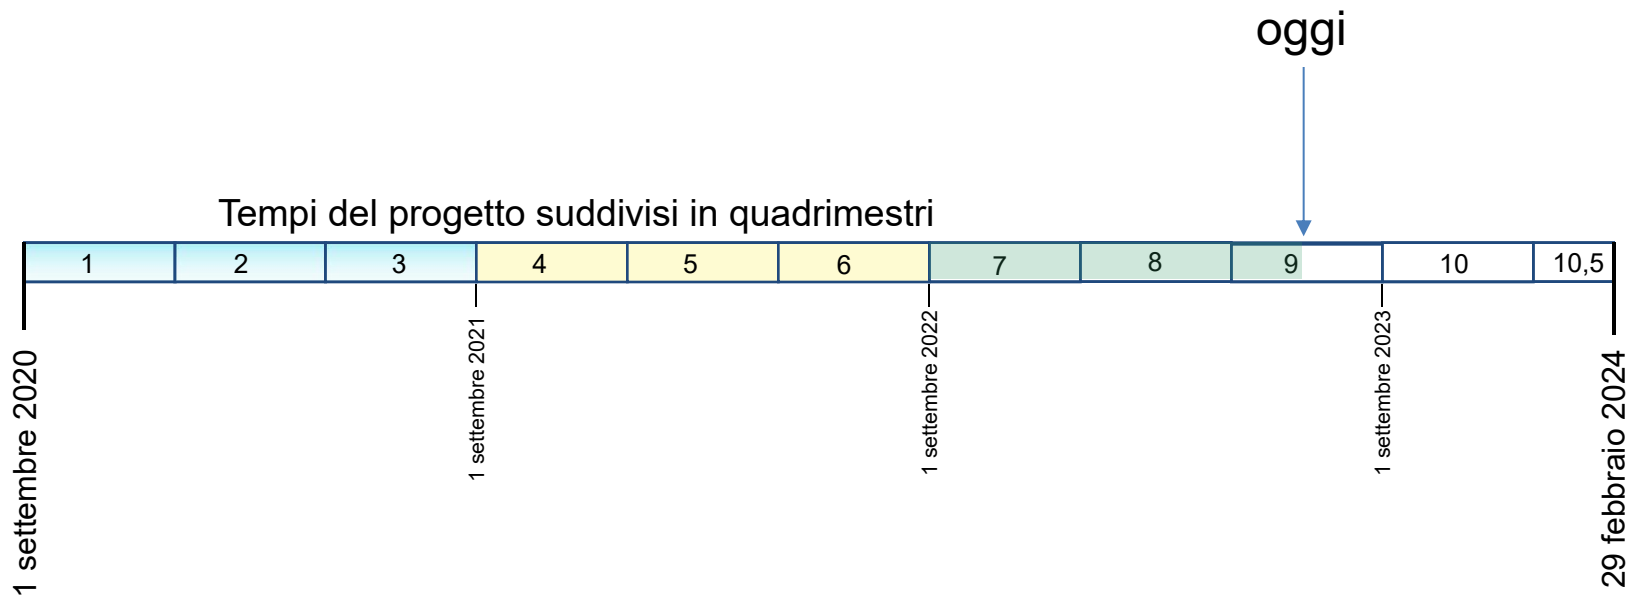 oggi
Tempi del progetto suddivisi in quadrimestri
1 2 3 4 5 6 7 8 9 10 10,5
1 settembre 2020
1 settembre 2021
1 settembre 2022
1 settembre 2023
29 febbraio 2024